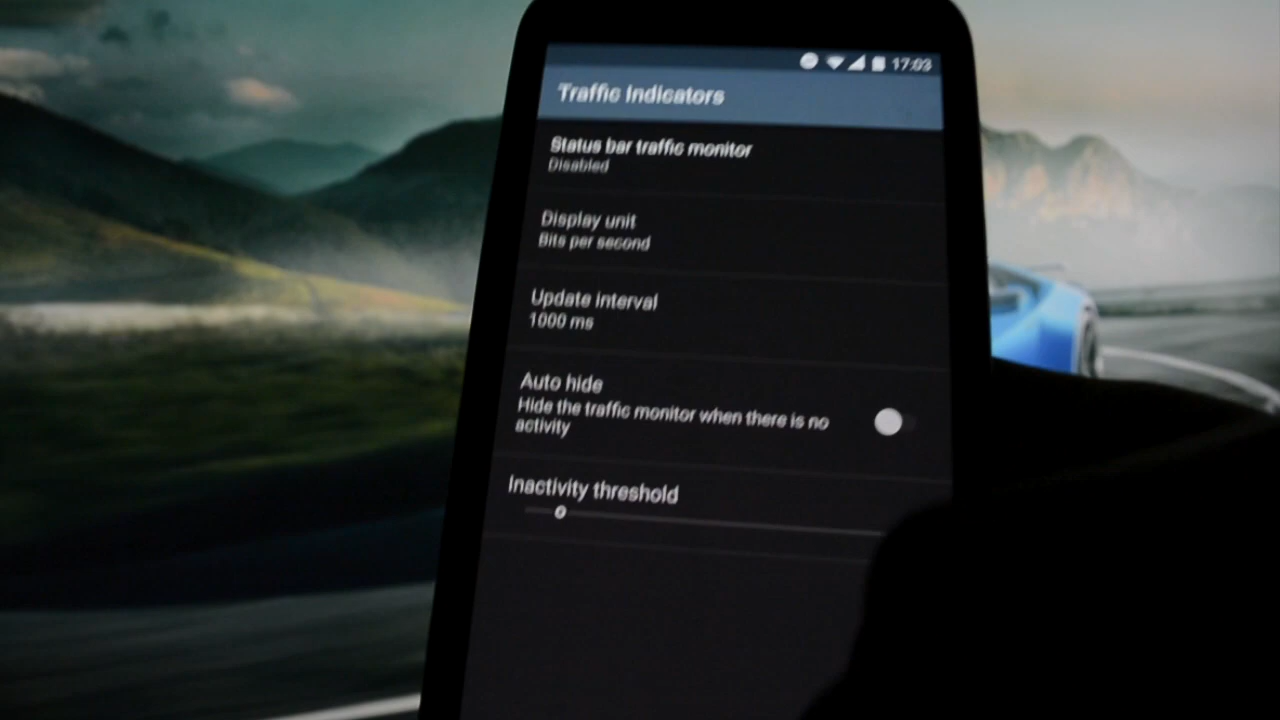 17:03
Traffic Indicators
Status bar traffic monitor
Disabled
Display unit
Bits per second
Update interval
1000 ms
Auto hide
Hide the traffic monitor when there is no
activity
Inactivity threshold
0